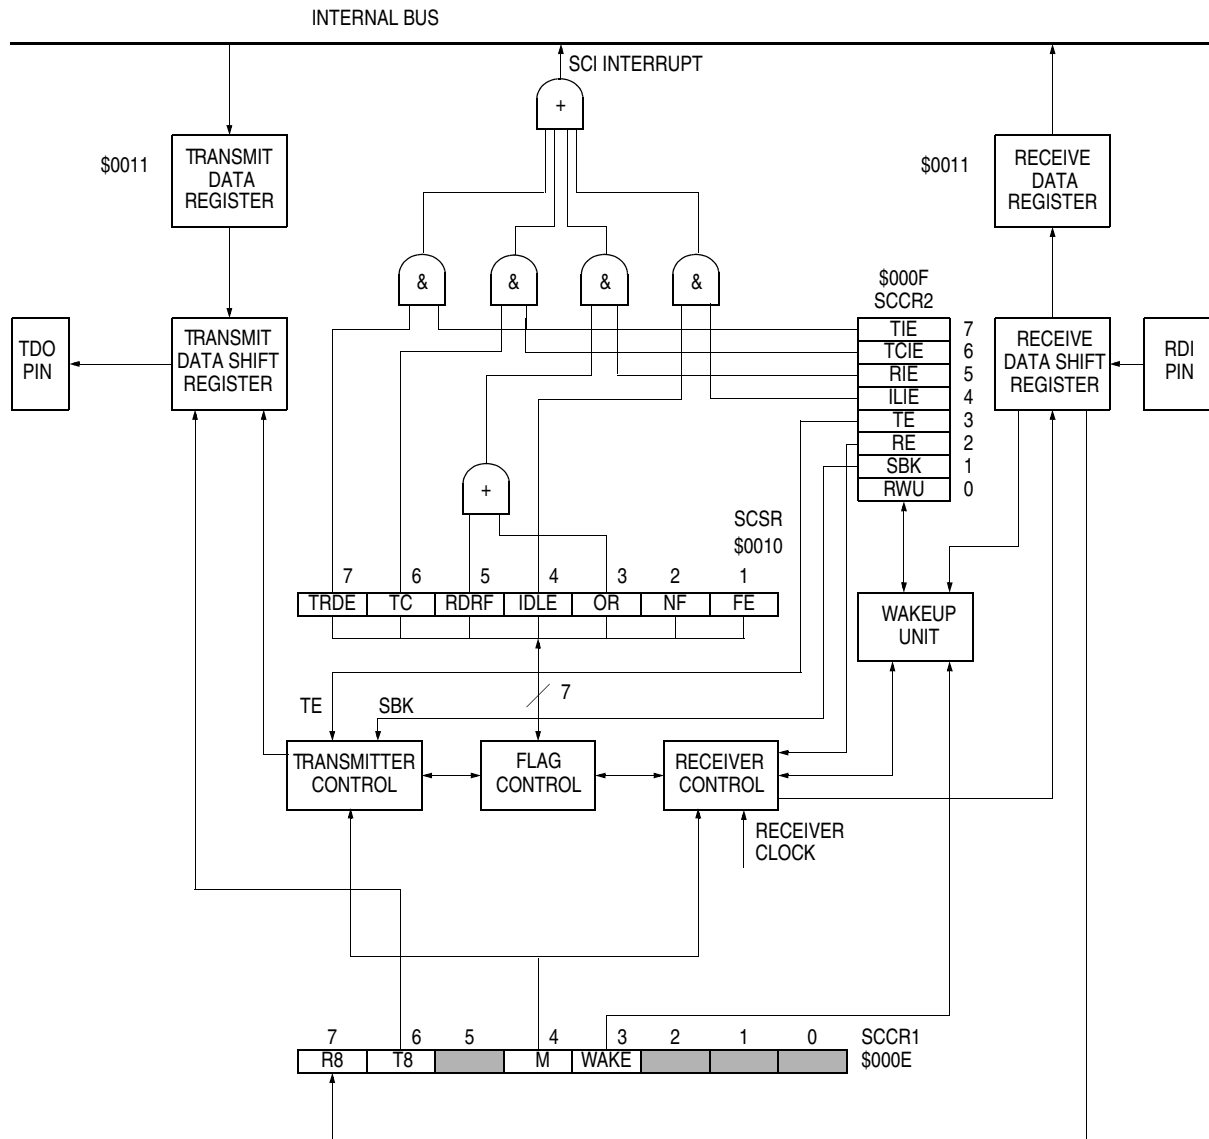 INTERNAL BUS
SCI INTERRUPT
+
$0011
TRANSMIT
DATA
REGISTER
$0011
RECEIVE
DATA
REGISTER
& & & &
$000F
SCCR2
TDO
PIN
TRANSMIT
DATA SHIFT
REGISTER
TIE 7
TCIE 6
RIE 5
ILIE 4
TE 3
RE 2
SBK 1
RWU 0
RECEIVE
DATA SHIFT
REGISTER
RDI
PIN
+
SCSR
$0010
7 6 5 4 3 2 1
TRDE TC RDRF IDLE OR NF FE
WAKEUP
UNIT
7
TE
SBK
TRANSMITTER
CONTROL
FLAG
CONTROL
RECEIVER
CONTROL
RECEIVER
CLOCK
7 6 5 4 3 2 1 0 SCCR1
R8 T8 M WAKE $000E